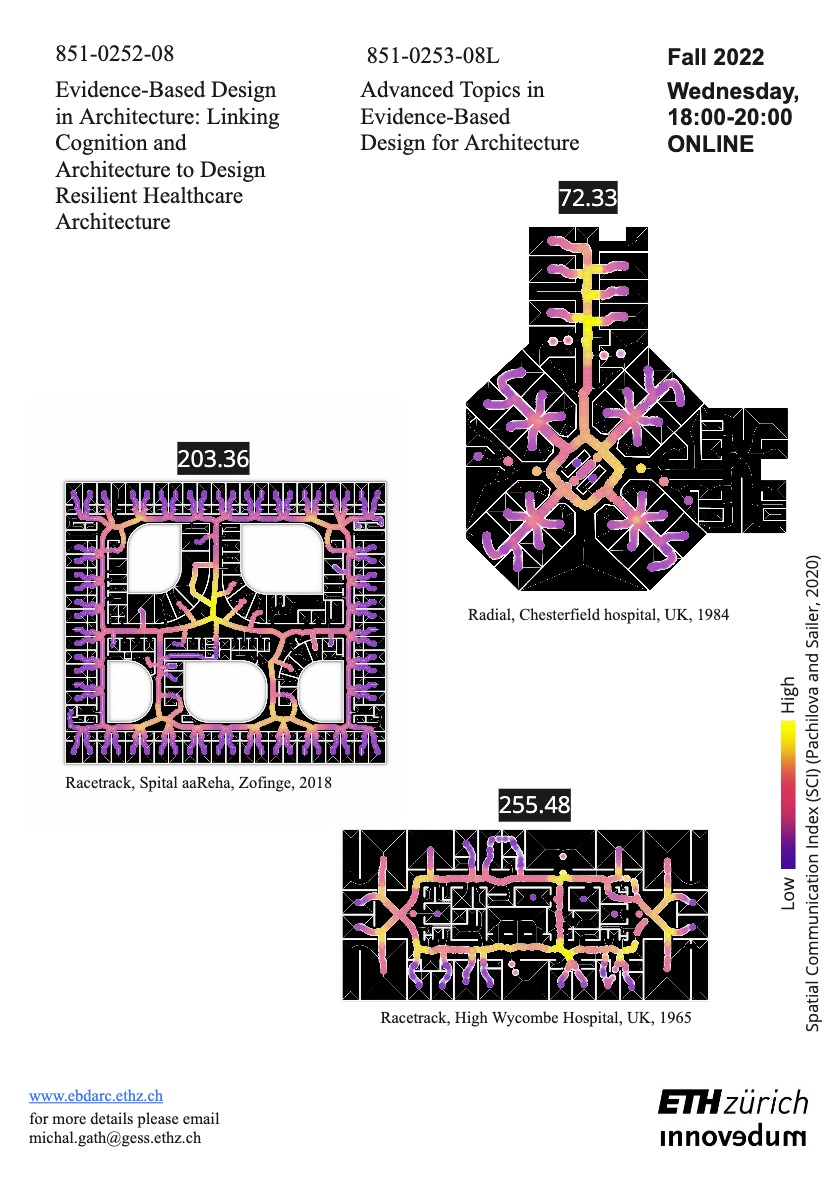 851-0252-08
Evidence-Based Design
in Architecture: Linking
Cognition and
Architecture to Design
Resilient Healthcare
Architecture
851-0253-08L
Advanced Topics in
Evidence-Based
Design for Architecture
Fall 2022
Wednesday,
18:00-20:00
ONLINE
72.33
Radial, Chesterfield hospital, UK, 1984
203.36
Racetrack, Spital aaReha, Zofinge, 2018
255.48
Racetrack, High Wycombe Hospital, UK, 1965
Low
High
Spatial Communication Index (SCI) (Pachilova and Sailer, 2020)
www.ebdarc.ethz.ch
for more details please email
michal.gath@gess.ethz.ch
ETH zürich
ınnovǝdum